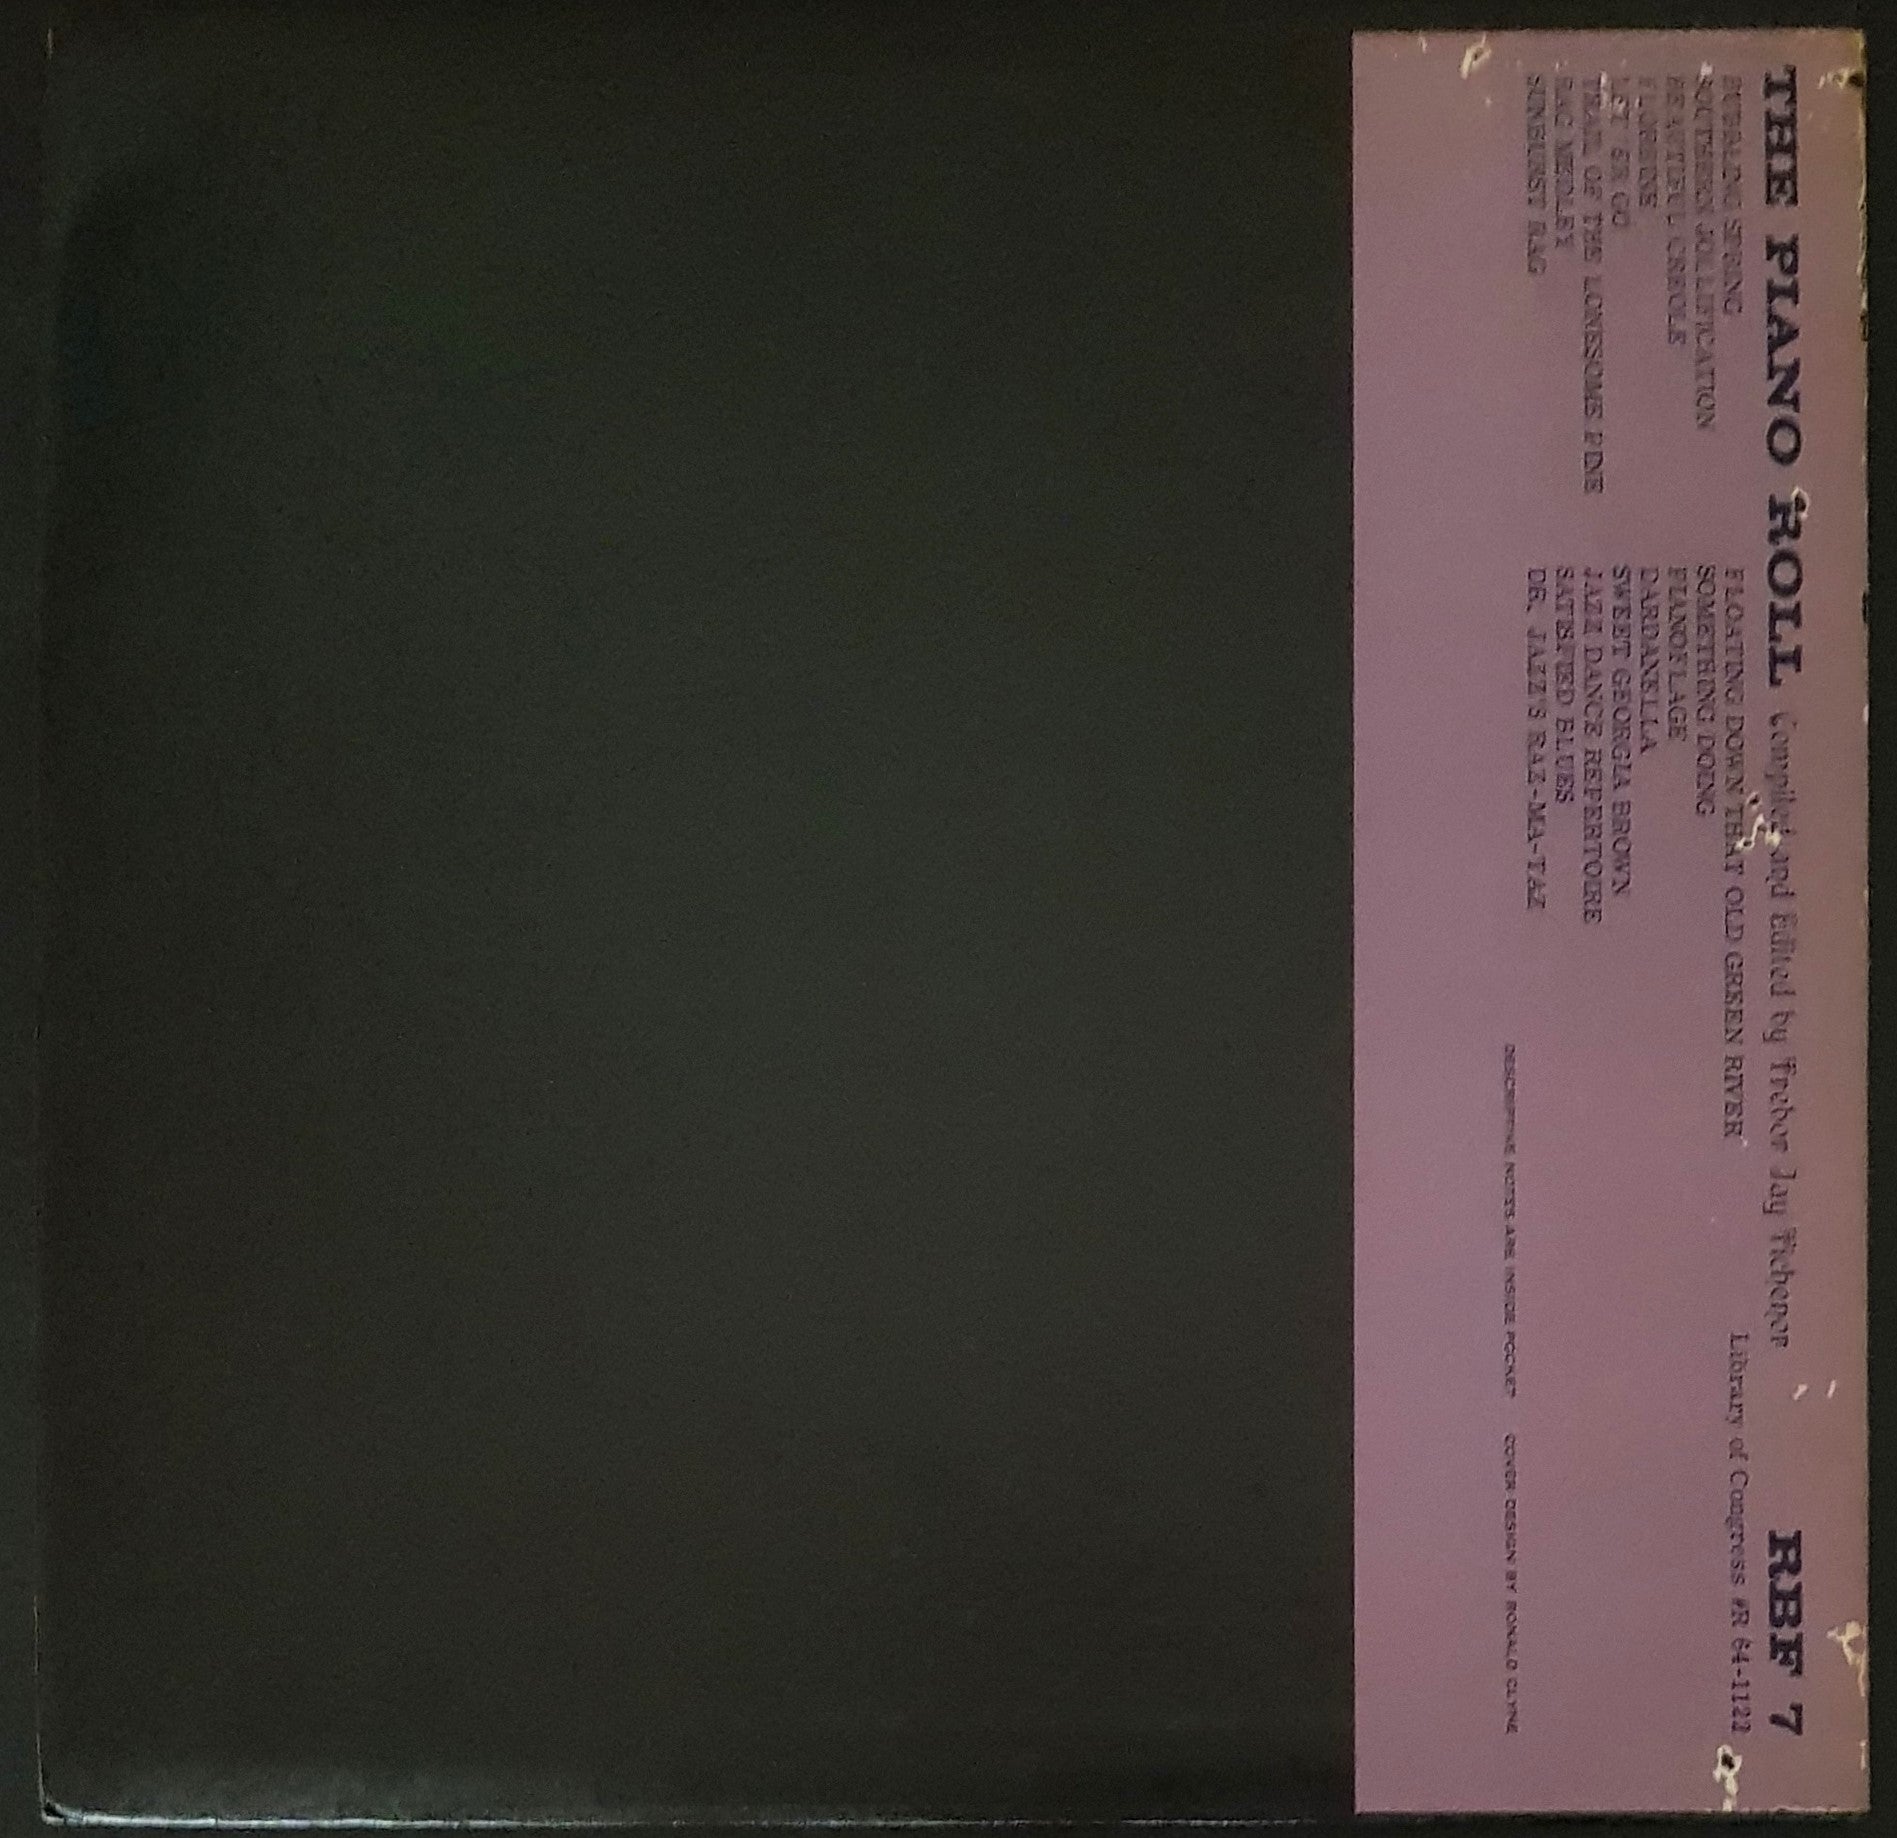 THE PIANO ROLL Compiled and Edited by Trebor Jay Tichenor RBF 7
Library of Congress #R 64-1122
BUBBLING SPRING
SOUTHERN JOLLIFICATION
BEAUTIFUL CREOLE
FLOREINE
LET 'ER GO
TRAIL OF THE LONESOME PINE
RAG MEDLEY
SUNBURST RAG
FLOATING DOWN THAT OLD GREEN RIVER
SOMETHING DOING
PIANOFLAGE
DARDANELLA
SWEET GEORGIA BROWN
JAZZ DANCE REPERTOIRE
SATISFIED BLUES
DR. JAZZ'S RAZ-MA-TAZ
DESCRIPTIVE NOTES ARE INSIDE POCKET COVER DESIGN BY RONALD CLYNE